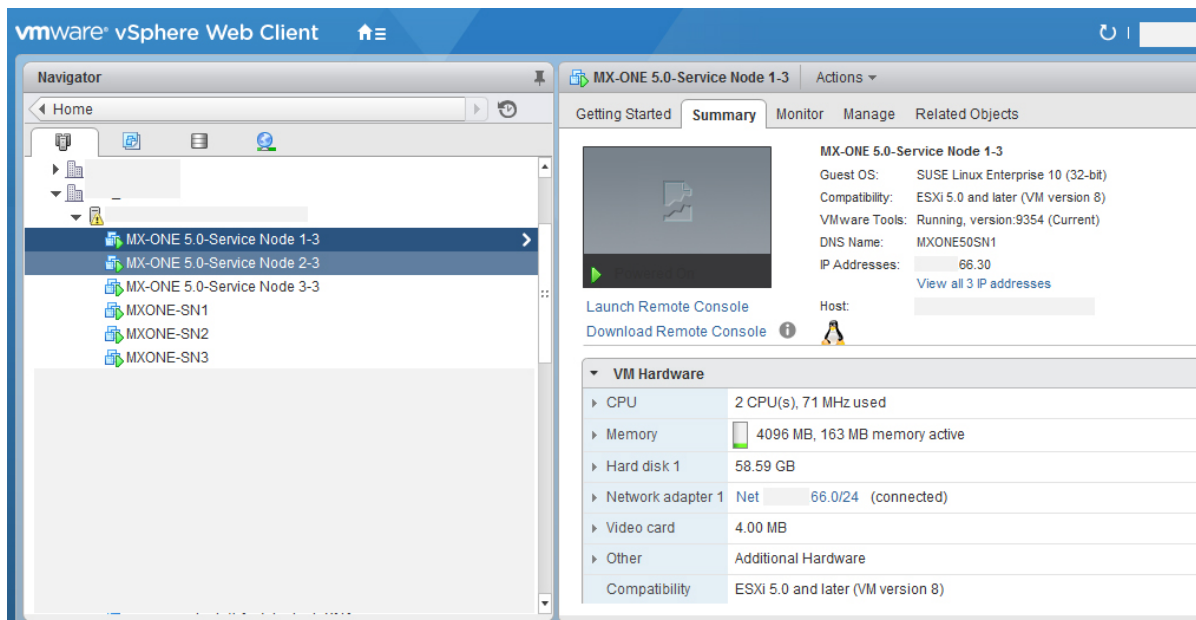 vmware vSphere Web Client
Navigator
Home
MX-ONE 5.0-Service Node 1-3
MX-ONE 5.0-Service Node 2-3
MX-ONE 5.0-Service Node 3-3
MXONE-SN1
MXONE-SN2
MXONE-SN3
MX-ONE 5.0-Service Node 1-3 Actions
Getting Started Summary Monitor Manage Related Objects
Powered On
Launch Remote Console
Download Remote Console
MX-ONE 5.0-Service Node 1-3
Guest OS: SUSE Linux Enterprise 10 (32-bit)
Compatibility: ESXi 5.0 and later (VM version 8)
VMware Tools: Running, version:9354 (Current)
DNS Name: MXONE50SN1
IP Addresses: 66.30
View all 3 IP addresses
Host:
VM Hardware
CPU 2 CPU(s), 71 MHz used
Memory 4096 MB, 163 MB memory active
Hard disk 1 58.59 GB
Network adapter 1 Net 66.0/24 (connected)
Video card 4.00 MB
Other Additional Hardware
Compatibility ESXi 5.0 and later (VM version 8)